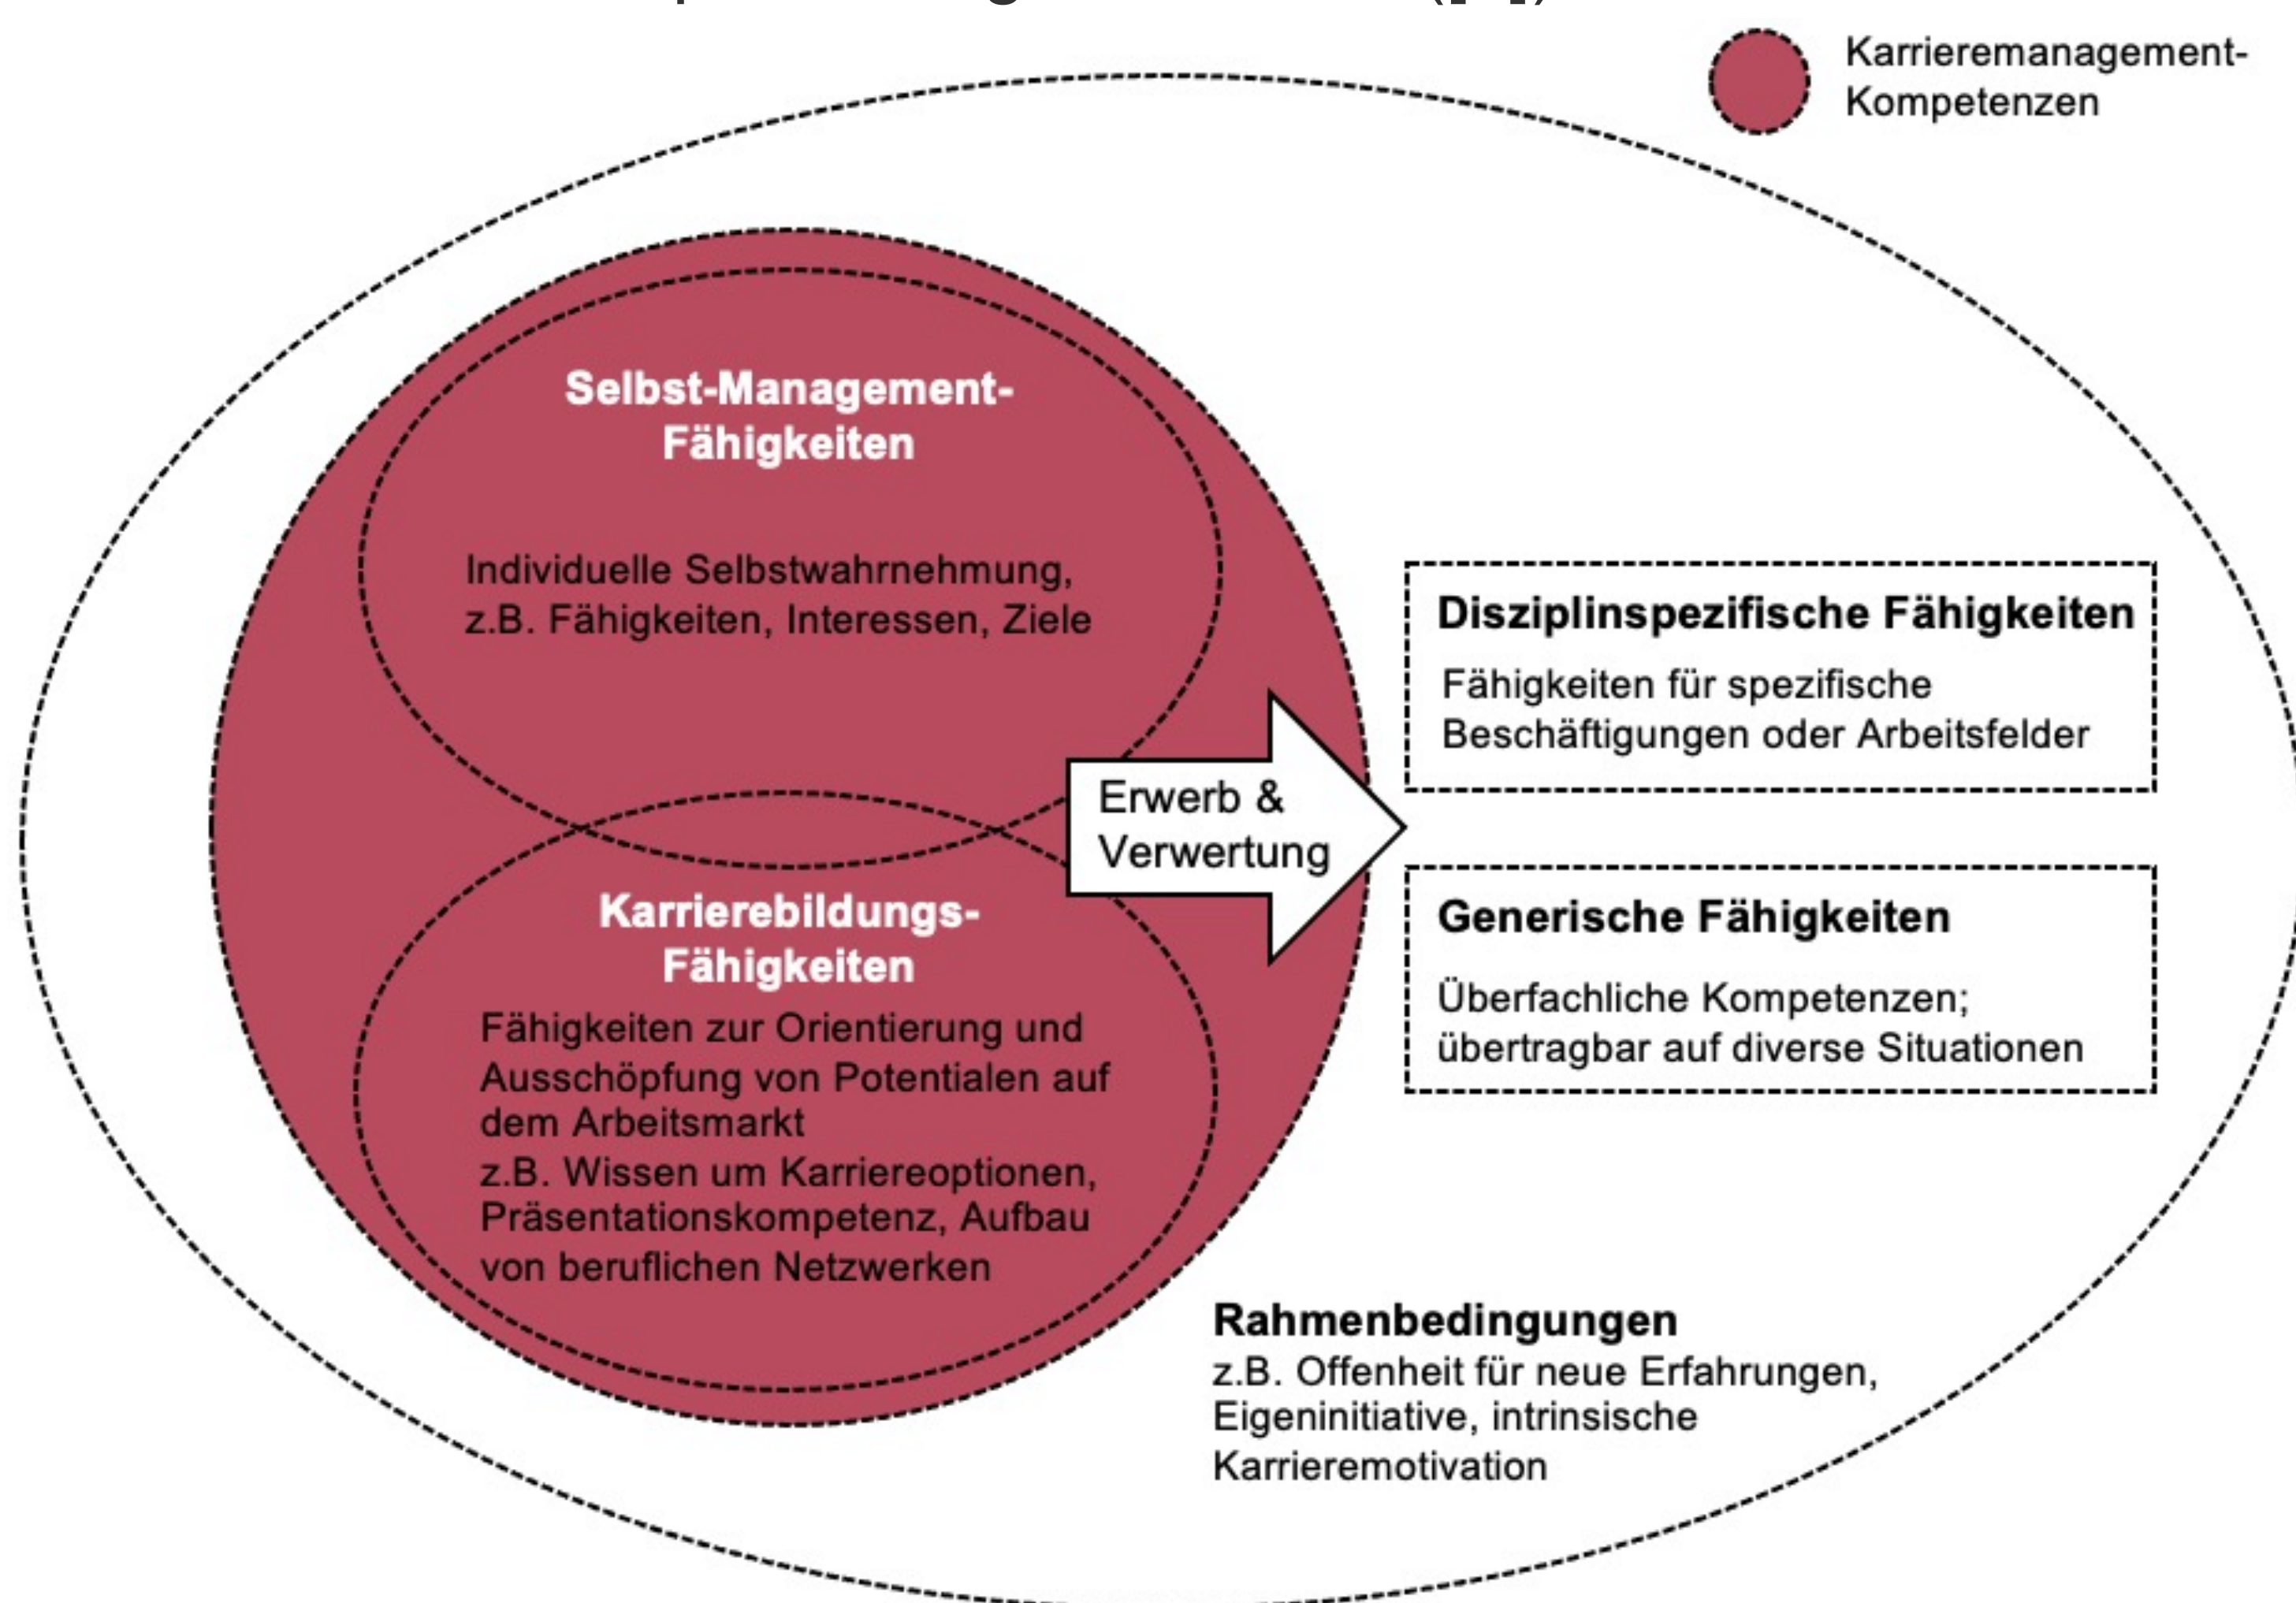 Karrieremanagement-
Kompetenzen
Selbst-Management-
Fähigkeiten
Individuelle Selbstwahrnehmung,
z.B. Fähigkeiten, Interessen, Ziele
Erwerb &
Verwertung
Karrierebildungs-
Fähigkeiten
Fähigkeiten zur Orientierung und
Ausschöpfung von Potentialen auf
dem Arbeitsmarkt
z.B. Wissen um Karriereoptionen,
Präsentationskompetenz, Aufbau
von beruflichen Netzwerken
Disziplinspezifische Fähigkeiten
Fähigkeiten für spezifische
Beschäftigungen oder Arbeitsfelder
Generische Fähigkeiten
Überfachliche Kompetenzen;
übertragbar auf diverse Situationen
Rahmenbedingungen
z.B. Offenheit für neue Erfahrungen,
Eigeninitiative, intrinsische
Karrieremotivation